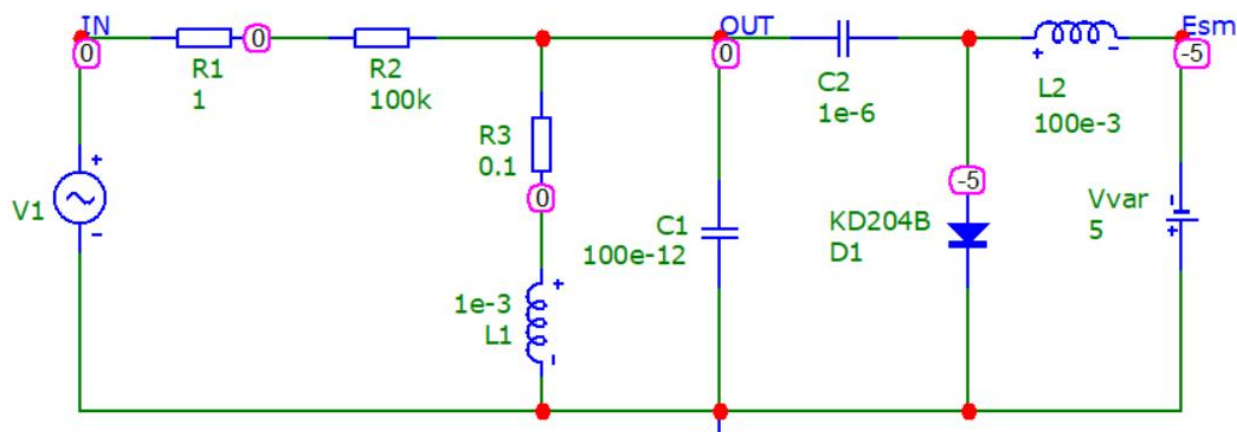 IN
OUT
Esm
0
0
0
-5
R1
1
R2
100k
C2
1e-6
L2
100e-3
+
-
R3
0.1
0
-5
+
V1
-
C1
100e-12
KD204B
D1
Vvar
5
-
+
1e-3
L1
+
-